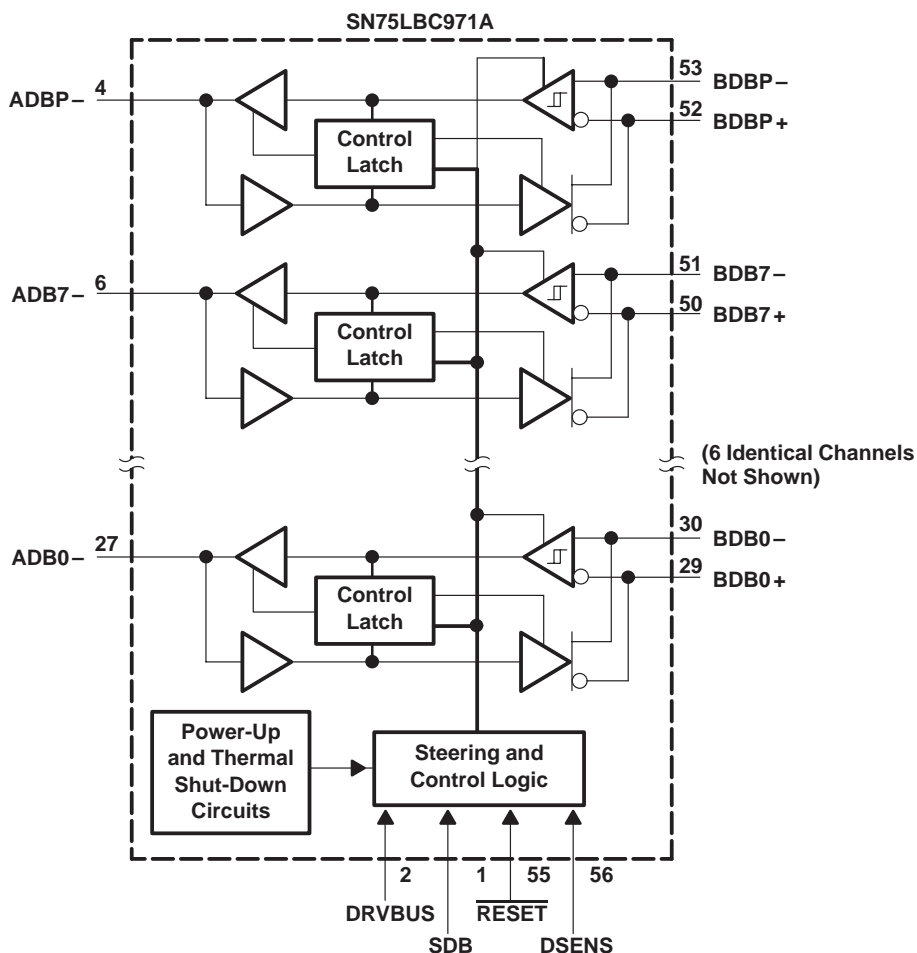 SN75LBC971A
ADBP– 4
53 BDBP–
52 BDBP+
Control
Latch
ADB7– 6
51 BDB7–
50 BDB7+
Control
Latch
(6 Identical Channels
Not Shown)
ADB0– 27
30 BDB0–
29 BDB0+
Control
Latch
Power-Up
and Thermal
Shut-Down
Circuits
Steering and
Control Logic
2 1 55 56
DRVBUS
RESET
SDB
DSENS